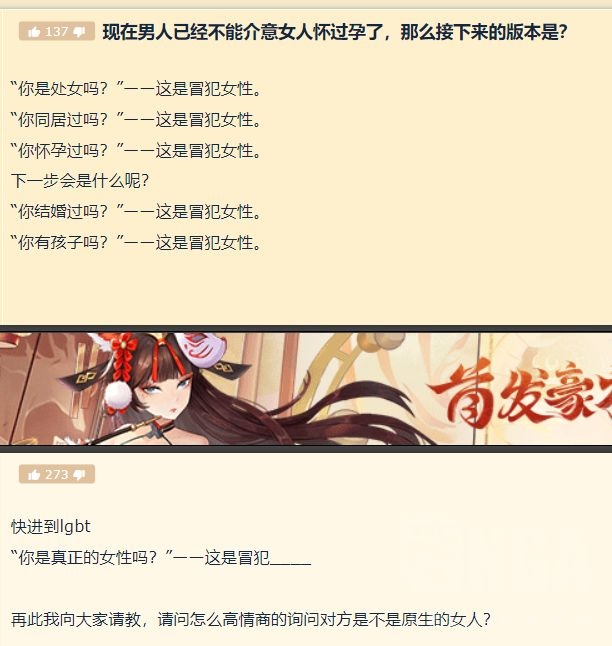 137
现在男人已经不能介意女人怀过孕了，那么接下来的版本是？
“你是处女吗？”——这是冒犯女性。
“你同居过吗？”——这是冒犯女性。
“你怀孕过吗？”——这是冒犯女性。
下一步会是什么呢？
“你结婚过吗？”——这是冒犯女性。
“你有孩子吗？”——这是冒犯女性。
首发豪
273
快进到lgbt
“你是真正的女性吗？”——这是冒犯_____
再此我向大家请教，请问怎么高情商的询问对方是不是原生的女人？